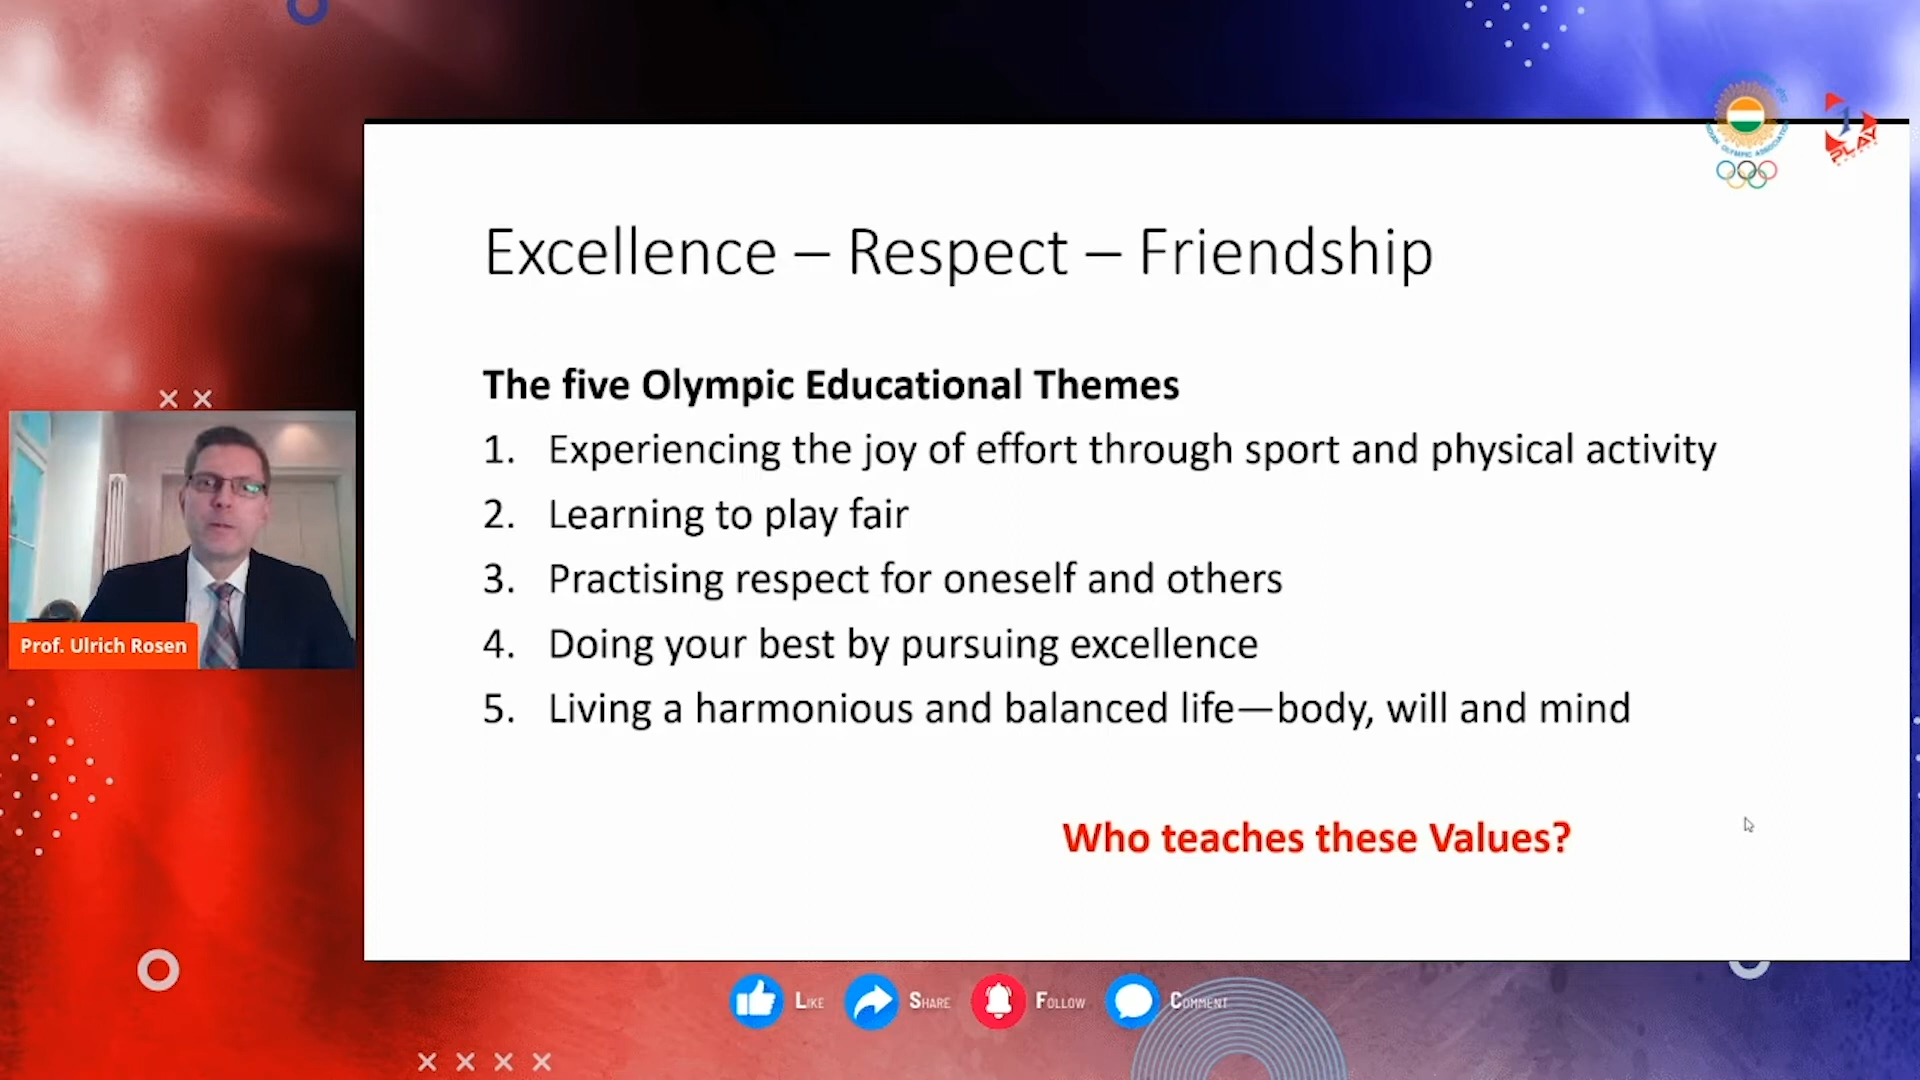 Excellence – Respect – Friendship
The five Olympic Educational Themes
1. Experiencing the joy of effort through sport and physical activity
2. Learning to play fair
3. Practising respect for oneself and others
4. Doing your best by pursuing excellence
5. Living a harmonious and balanced life—body, will and mind
Who teaches these Values?
Prof. Ulrich Rosen
PLAY
LIKE
SHARE
FOLLOW
COMMENT